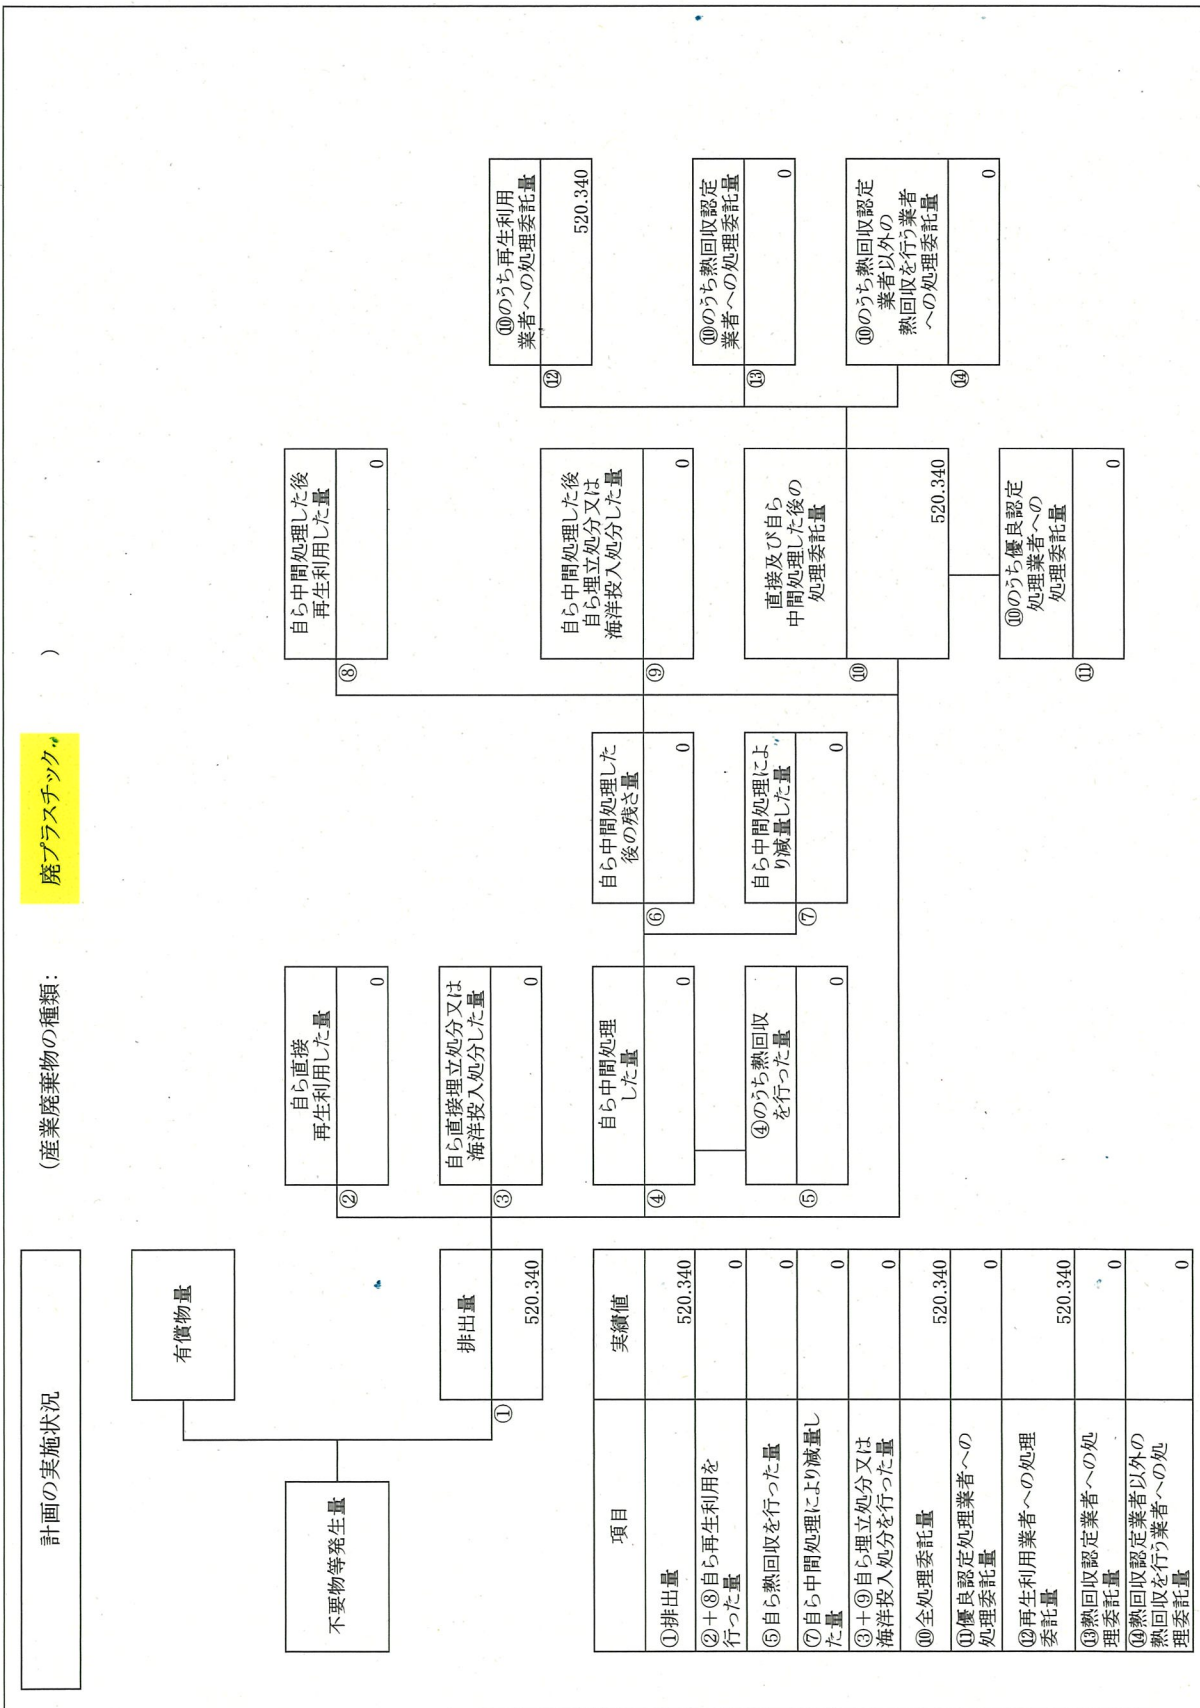 計画の実施状況
(産業廃棄物の種類:
廃プラスチック
)
不要物等発生量
有償物量
排出量
①
520.340
自ら直接
再生利用した量
②
0
自ら直接埋立処分又は
海洋投入処分した量
③
0
自ら中間処理
した量
④
0
④のうち熱回収
を行った量
⑤
0
自ら中間処理した
後の残さ量
⑥
0
自ら中間処理によ
り減量した量
⑦
0
自ら中間処理した後
再生利用した量
⑧
0
自ら中間処理した後
自ら埋立処分又は
海洋投入処分した量
⑨
0
直接及び自ら
中間処理した後の
処理委託量
⑩
520.340
⑩のうち優良認定
処理業者への
処理委託量
⑪
0
⑩のうち再生利用
業者への処理委託量
⑫
520.340
⑩のうち熱回収認定
業者への処理委託量
⑬
0
⑩のうち熱回収認定
業者以外の
熱回収を行う業者
への処理委託量
⑭
0
項目 実績値
①排出量 520.340
②+⑧自ら再生利用を
行った量 0
⑤自ら熱回収を行った量 0
⑦自ら中間処理により減量し
た量 0
③+⑨自ら埋立処分又は
海洋投入処分を行った量 0
⑩全処理委託量 520.340
⑪優良認定処理業者への
処理委託量 0
⑫再生利用業者への処理
委託量 520.340
⑬熱回収認定業者への処
理委託量 0
⑭熱回収認定業者以外の
熱回収を行う業者への処
理委託量 0